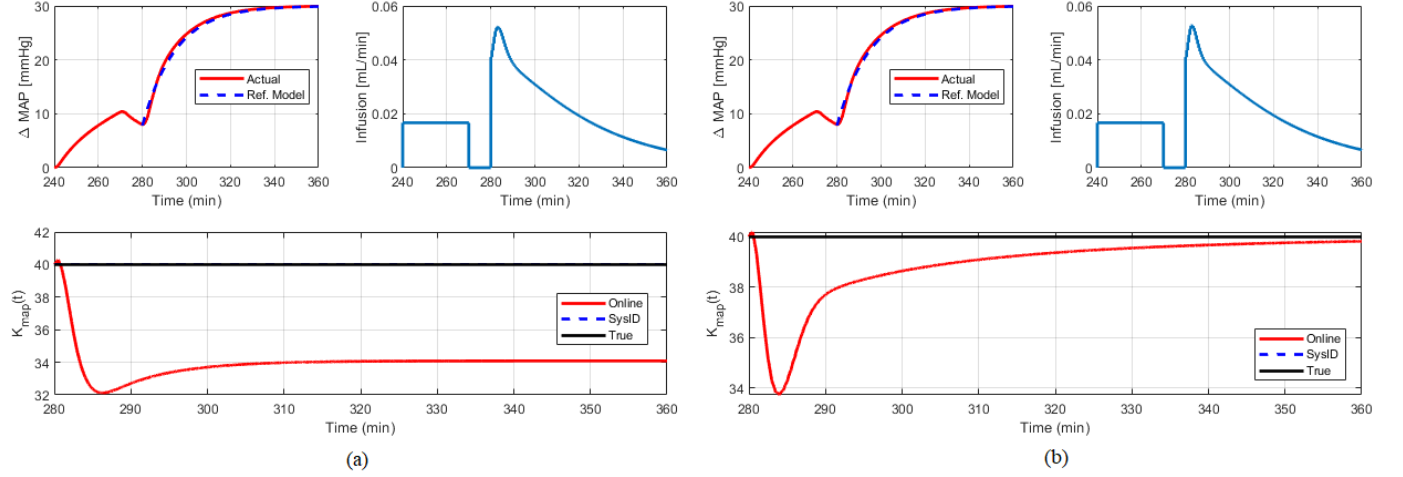 30
20
10
0
Δ MAP [mmHg]
Actual
Ref. Model
240 260 280 300 320 340 360
Time (min)
0.06
0.04
0.02
0
Infusion [mL/min]
240 260 280 300 320 340 360
Time (min)
42
40
38
36
34
32
K_map(t)
Online
SysID
True
280 290 300 310 320 330 340 350 360
Time (min)
(a)
30
20
10
0
Δ MAP [mmHg]
Actual
Ref. Model
240 260 280 300 320 340 360
Time (min)
0.06
0.04
0.02
0
Infusion [mL/min]
240 260 280 300 320 340 360
Time (min)
40
38
36
34
K_map(t)
Online
SysID
True
280 290 300 310 320 330 340 350 360
Time (min)
(b)